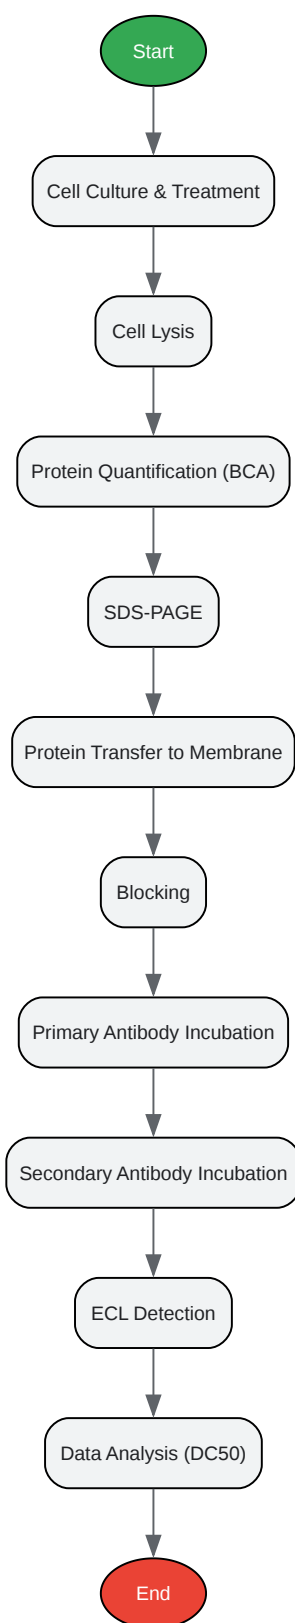 Start
Cell Culture & Treatment
Cell Lysis
Protein Quantification (BCA)
SDS-PAGE
Protein Transfer to Membrane
Blocking
Primary Antibody Incubation
Secondary Antibody Incubation
ECL Detection
Data Analysis (DC50)
End